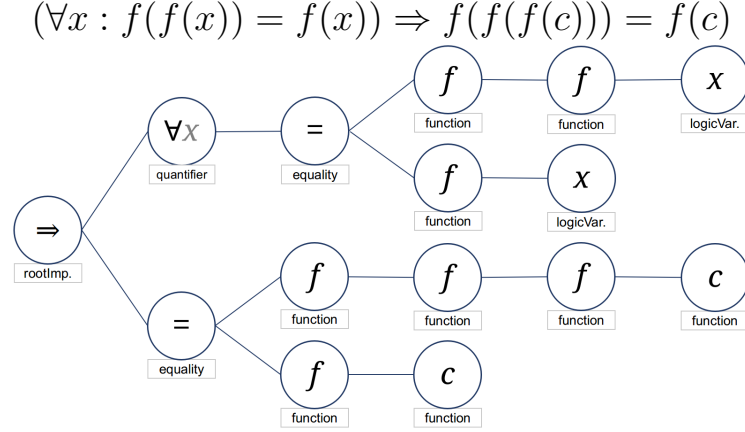 (∀x : f(f(x)) = f(x)) ⇒ f(f(f(c))) = f(c)
f f x
function function logicVar.
∀x =
quantifier equality
f x
function logicVar.
⇒
rootImp.
f f f c
function function function function
=
equality
f c
function function